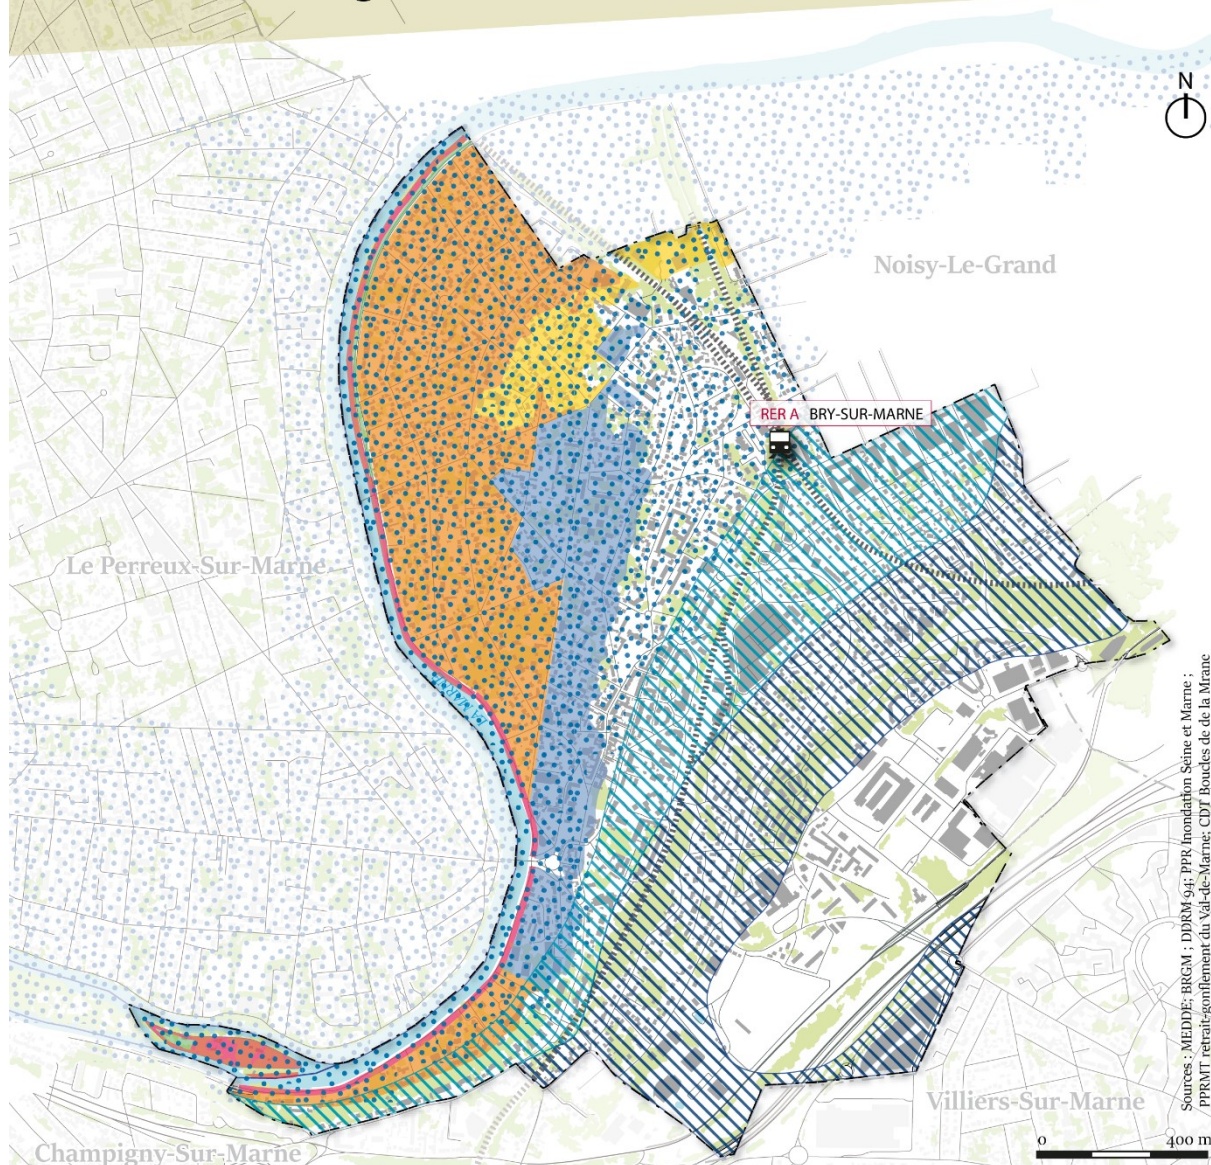 N
Noisy-Le-Grand
RER A BRY-SUR-MARNE
Le Perreux-Sur-Marne
Villiers-Sur-Marne
Champigny-Sur-Marne
0 400 m
Sources : MEDDE; BRGM ; DDRM 94; PPR Inondation Seine et Marne ;
PPRMT retrait-gonflement du Val-de-Marne; CDT Boucles de de la Mrane